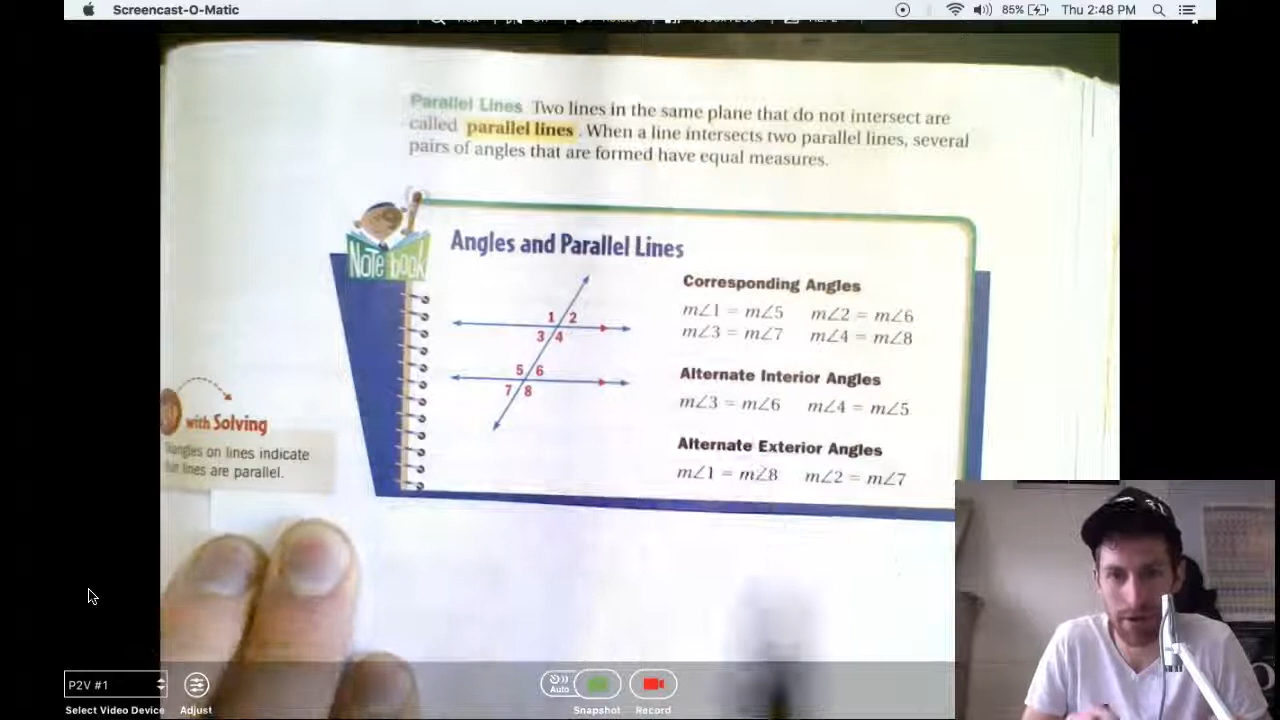 Screencast-O-Matic
85%
Thu 2:48 PM
Parallel Lines Two lines in the same plane that do not intersect are
called parallel lines. When a line intersects two parallel lines, several
pairs of angles that are formed have equal measures.
Note book
Angles and Parallel Lines
1 2
3 4
5 6
7 8
Corresponding Angles
m∠1 = m∠5 m∠2 = m∠6
m∠3 = m∠7 m∠4 = m∠8
Alternate Interior Angles
m∠3 = m∠6 m∠4 = m∠5
Alternate Exterior Angles
m∠1 = m∠8 m∠2 = m∠7
with Solving
on lines indicate
lines are parallel.
P2V #1
Select Video Device
Adjust
Auto
Snapshot
Record